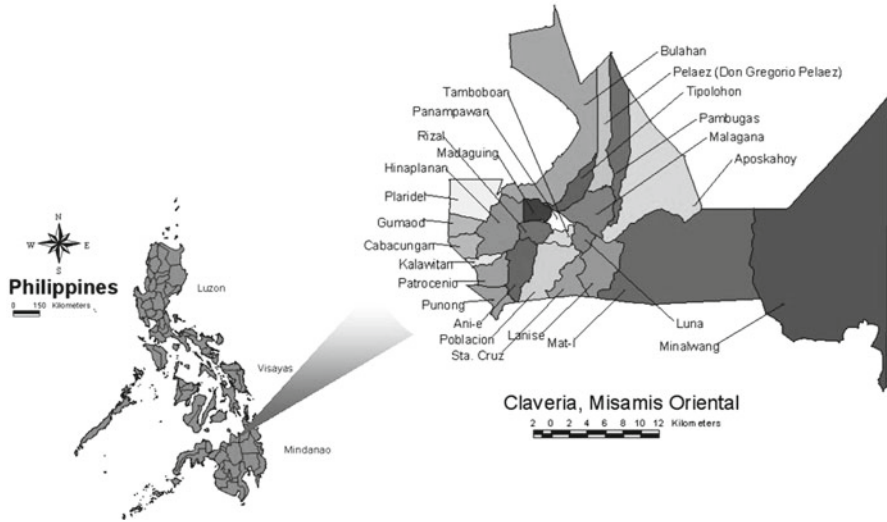 N
W E
S
Philippines
0 150 Kilometers
Luzon
Visayas
Mindanao
Bulahan
Pelaez (Don Gregorio Pelaez)
Tipolohon
Pambugas
Malagana
Aposkahoy
Tamboboan
Panampawan
Rizal
Madaguing
Hinaplanan
Plaridel
Gumaod
Cabacungan
Kalawitan
Patrocenio
Punong
Ani-e
Poblacion
Sta. Cruz
Lanise
Mat-I
Luna
Minalwang
Claveria, Misamis Oriental
2 0 2 4 6 8 10 12 Kilometers